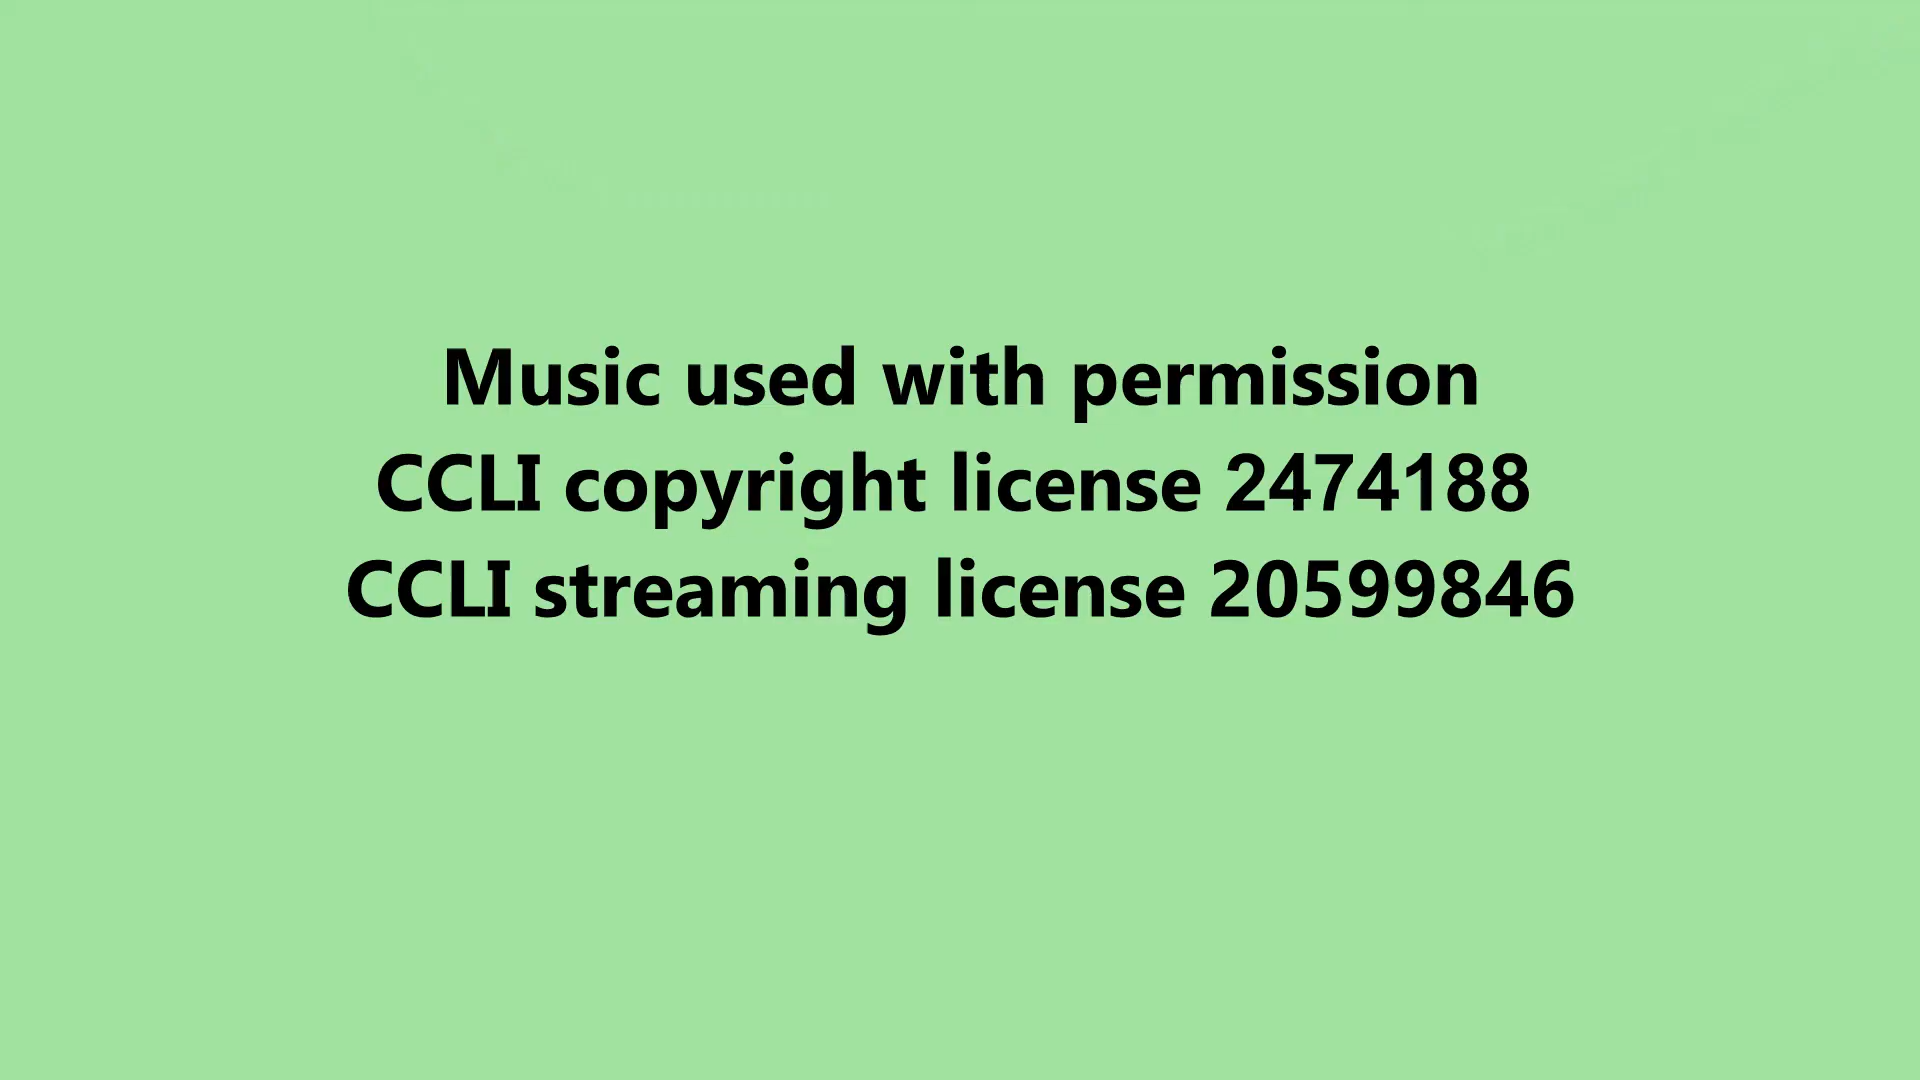 Music used with permission
CCLI copyright license 2474188
CCLI streaming license 20599846